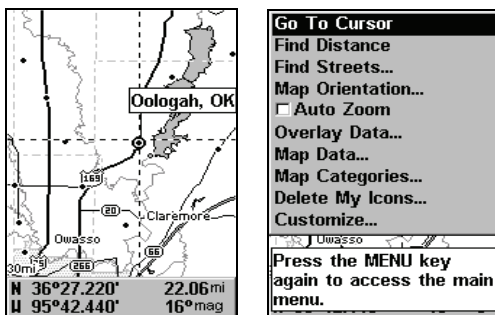 Oologah, OK
169
20
Claremore
Owasso
66
30mi
266
N 36°27.220' 22.06mi
W 95°42.440' 16°mag
Go To Cursor
Find Distance
Find Streets...
Map Orientation...
Auto Zoom
Overlay Data...
Map Data...
Map Categories...
Delete My Icons...
Customize...
Owasso
Press the MENU key
again to access the main
menu.